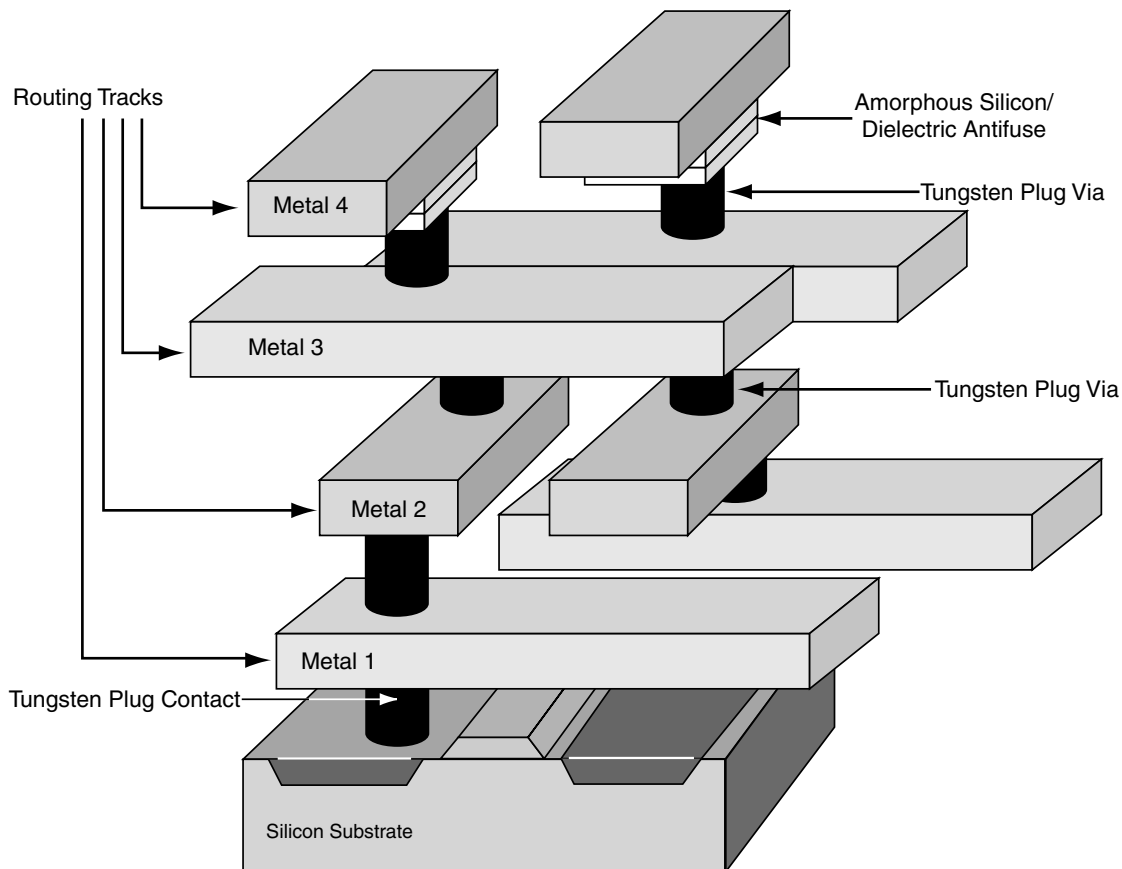 Routing Tracks
Amorphous Silicon/
Dielectric Antifuse
Metal 4
Tungsten Plug Via
Metal 3
Tungsten Plug Via
Metal 2
Metal 1
Tungsten Plug Contact
Silicon Substrate